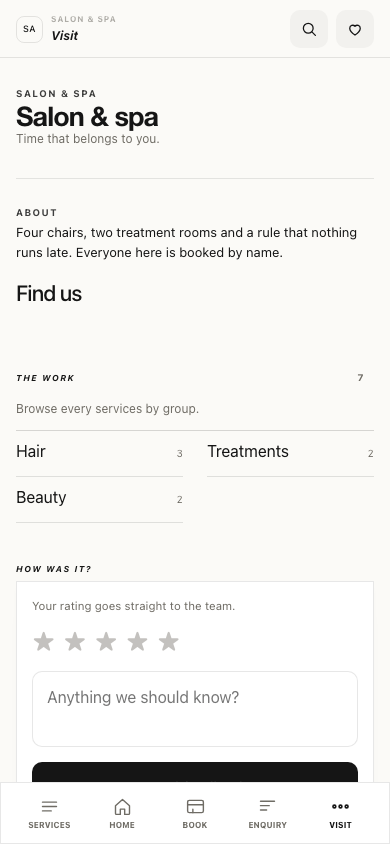 SA
SALON & SPA
Visit
SALON & SPA
Salon & spa
Time that belongs to you.
ABOUT
Four chairs, two treatment rooms and a rule that nothing
runs late. Everyone here is booked by name.
Find us
THE WORK 7
Browse every services by group.
Hair 3 Treatments 2
Beauty 2
HOW WAS IT?
Your rating goes straight to the team.
Anything we should know?
SERVICES HOME BOOK ENQUIRY VISIT